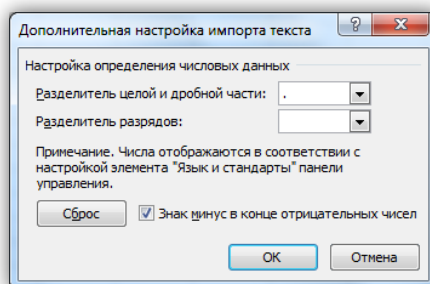 Дополнительная настройка импорта текста
Настройка определения числовых данных
Разделитель целой и дробной части: .
Разделитель разрядов:
Примечание. Числа отображаются в соответствии с
настройкой элемента "Язык и стандарты" панели
управления.
Сброс Знак минус в конце отрицательных чисел
ОК Отмена